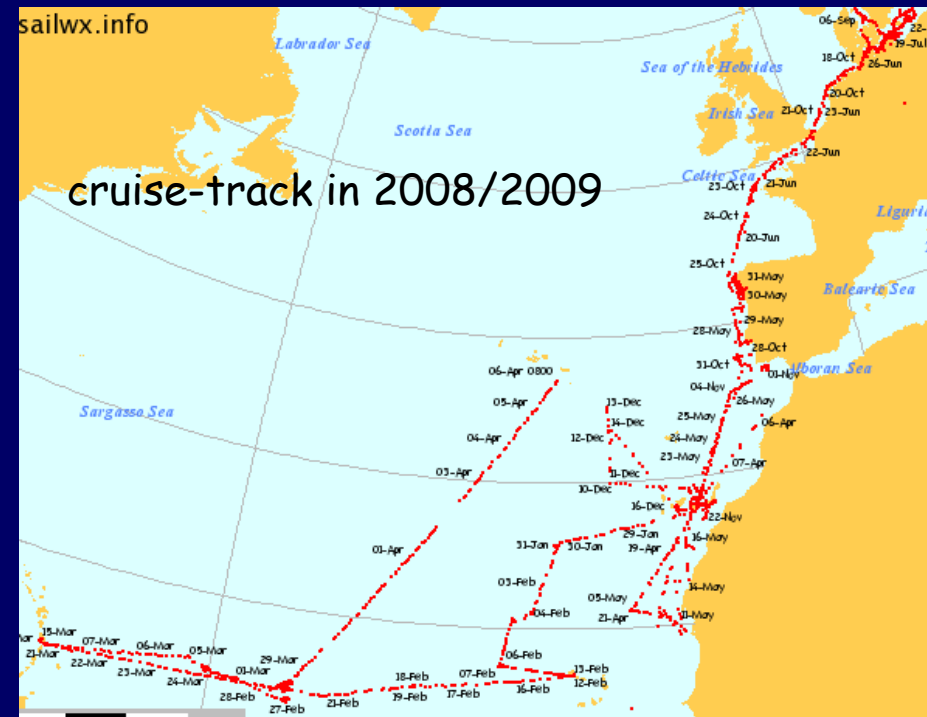 sailwx.info
Labrador Sea
06-Sep
22-
19-Jul
18-Oct
26-Jun
Sea of the Hebrides
20-Oct
Irish Sea
21-Oct
23-Jun
Scotia Sea
22-Jun
Celtic Sea
21-Jun
cruise-track in 2008/2009
23-Oct
24-Oct
20-Jun
25-Oct
31-May
Balearic Sea
30-May
29-May
28-May
28-Oct
31-Oct
01-Nov
06-Apr 0800
04-Nov
26-May
05-Apr
13-Dec
Sargasso Sea
25-May
06-Apr
14-Dec
04-Apr
12-Dec
24-May
23-May
07-Apr
03-Apr
11-Dec
10-Dec
16-Dec
22-Nov
29-Jan
16-May
01-Apr
31-Jan
30-Jan
19-Apr
03-Feb
14-May
05-May
04-Feb
21-Apr
11-May
15-Mar
07-Mar
06-Mar
05-Mar
29-Mar
06-Feb
21-Mar
22-Mar
01-Mar
18-Feb
07-Feb
13-Feb
23-Mar
24-Mar
12-Feb
28-Feb
21-Feb
19-Feb
17-Feb
16-Feb
27-Feb